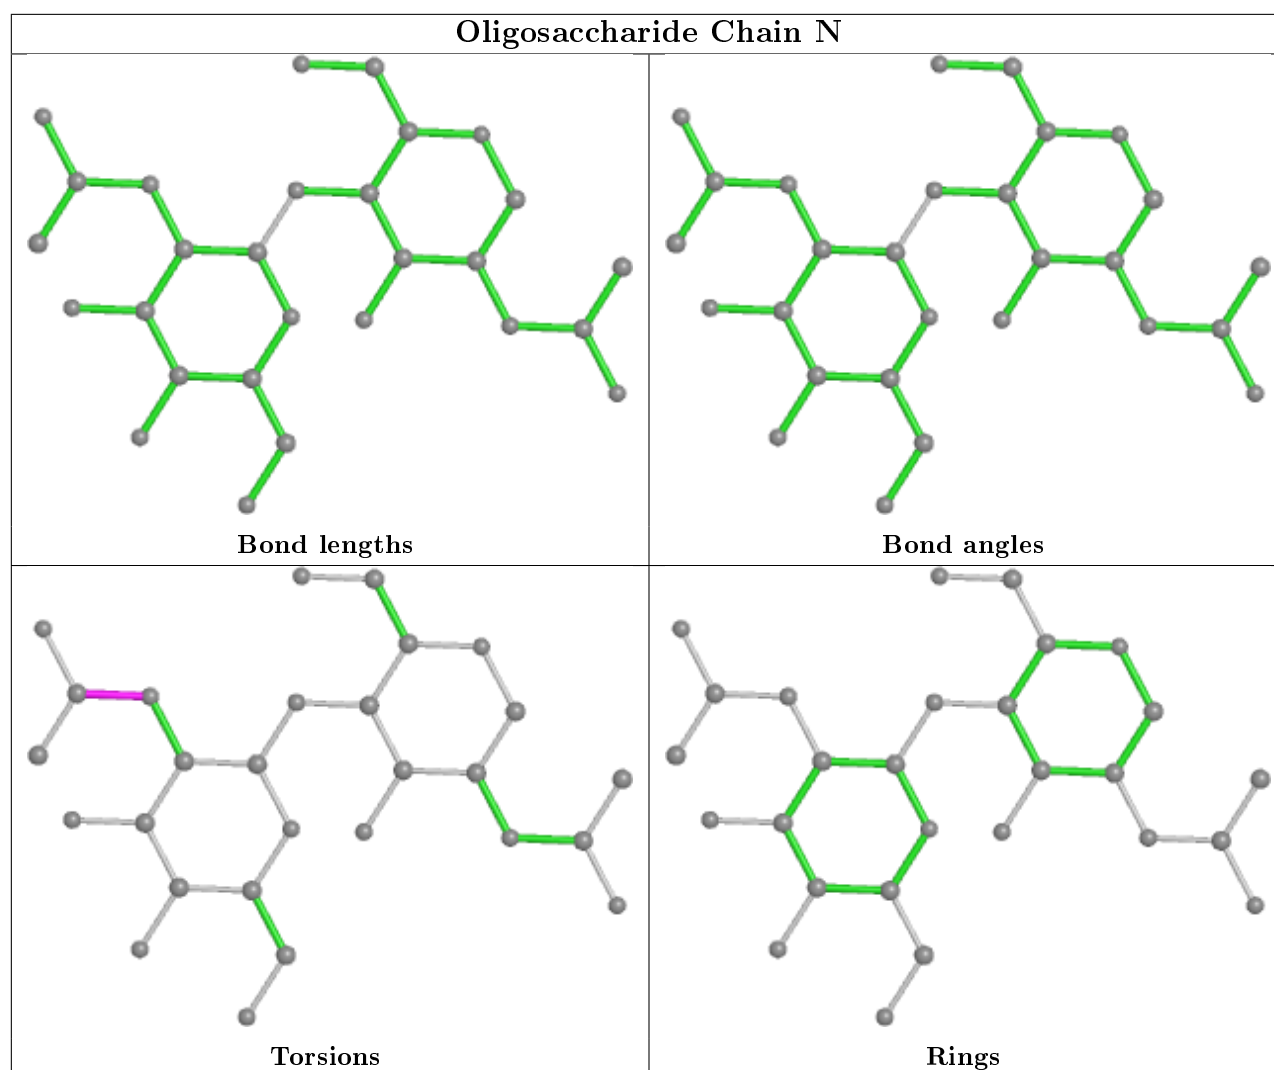 Oligosaccharide Chain N
Bond lengths
Bond angles
Torsions
Rings